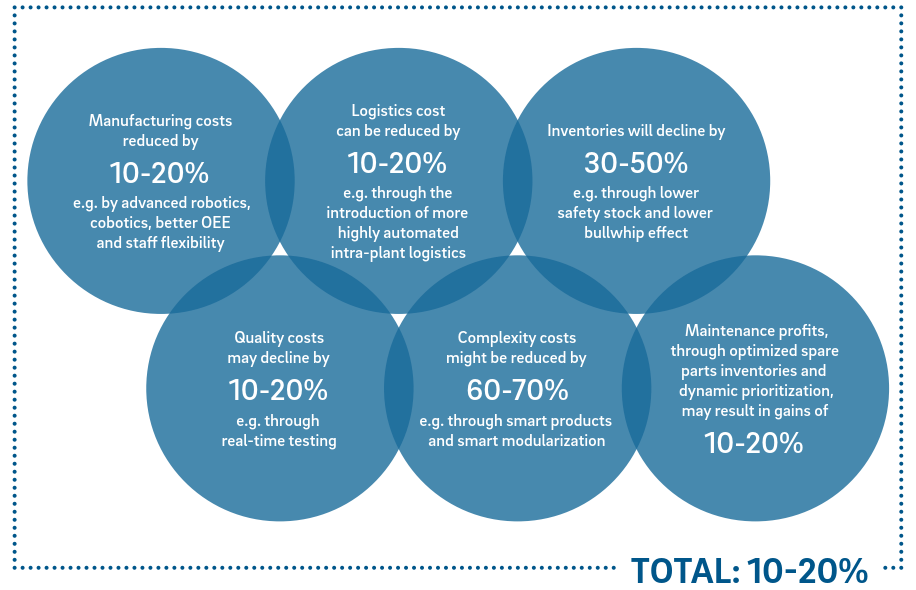 Manufacturing costs
reduced by
10-20%
e.g. by advanced robotics,
cobotics, better OEE
and staff flexibility
Logistics cost
can be reduced by
10-20%
e.g. through the
introduction of more
highly automated
intra-plant logistics
Inventories will decline by
30-50%
e.g. through lower
safety stock and lower
bullwhip effect
Quality costs
may decline by
10-20%
e.g. through
real-time testing
Complexity costs
might be reduced by
60-70%
e.g. through smart products
and smart modularization
Maintenance profits,
through optimized spare
parts inventories and
dynamic prioritization,
may result in gains of
10-20%
TOTAL: 10-20%